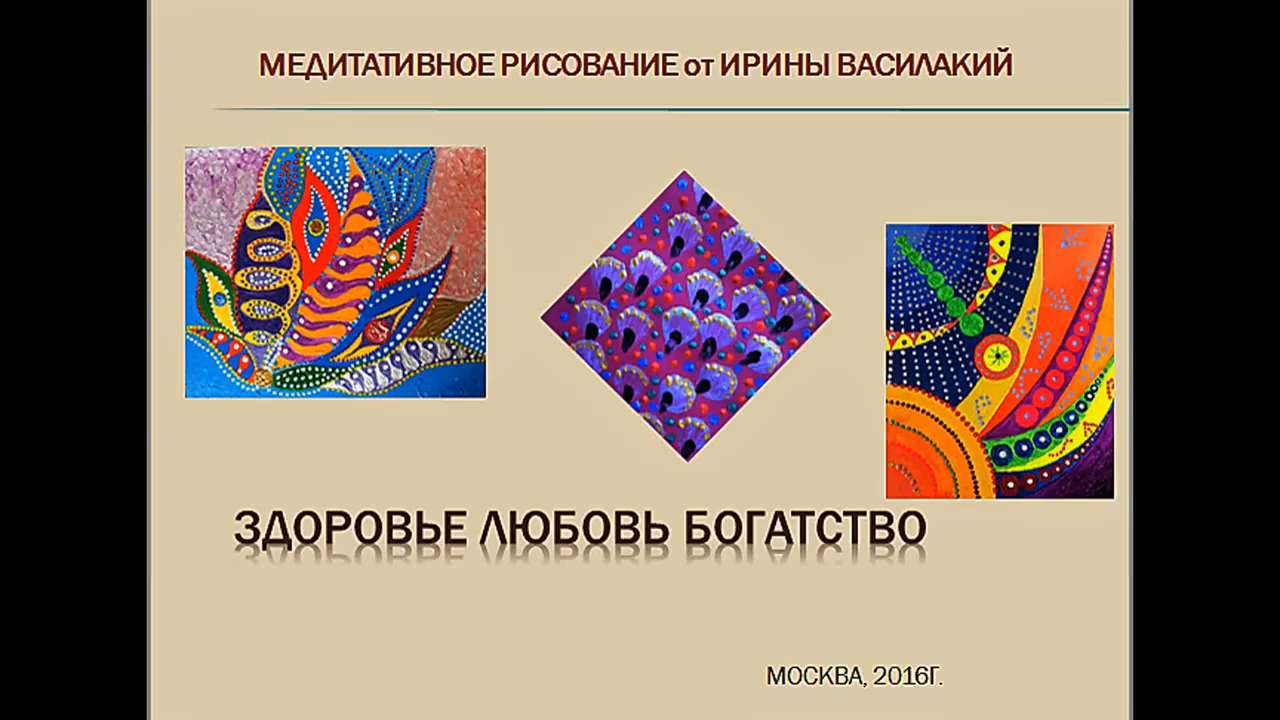 МЕДИТАТИВНОЕ РИСОВАНИЕ от ИРИНЫ ВАСИЛАКИЙ
ЗДОРОВЬЕ ЛЮБОВЬ БОГАТСТВО
МОСКВА, 2016Г.